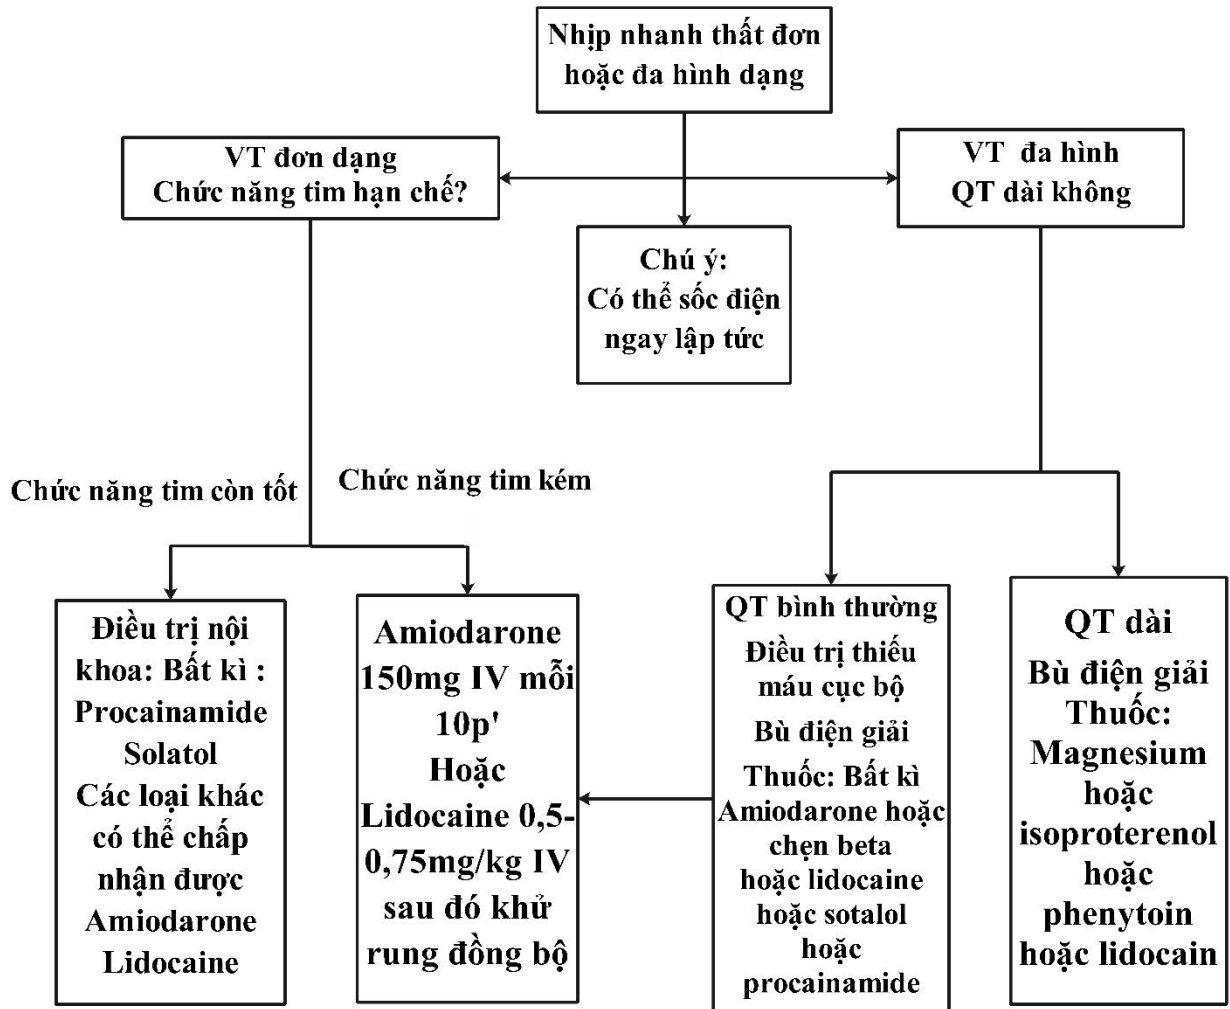 Nhịp nhanh thất đơn
hoặc đa hình dạng
VT đơn dạng
Chức năng tim hạn chế?
VT đa hình
QT dài không
Chú ý:
Có thể sốc điện
ngay lập tức
Chức năng tim còn tốt
Chức năng tim kém
Điều trị nội
khoa: Bất kì :
Procainamide
Solatol
Các loại khác
có thể chấp
nhận được
Amiodarone
Lidocaine
Amiodarone
150mg IV mỗi
10p'
Hoặc
Lidocaine 0,5-
0,75mg/kg IV
sau đó khử
rung đồng bộ
QT bình thường
Điều trị thiếu
máu cục bộ
Bù điện giải
Thuốc: Bất kì
Amiodarone hoặc
chẹn beta
hoặc lidocaine
hoặc sotalol
hoặc
procainamide
QT dài
Bù điện giải
Thuốc:
Magnesium
hoặc
isoproterenol
hoặc
phenytoin
hoặc lidocain